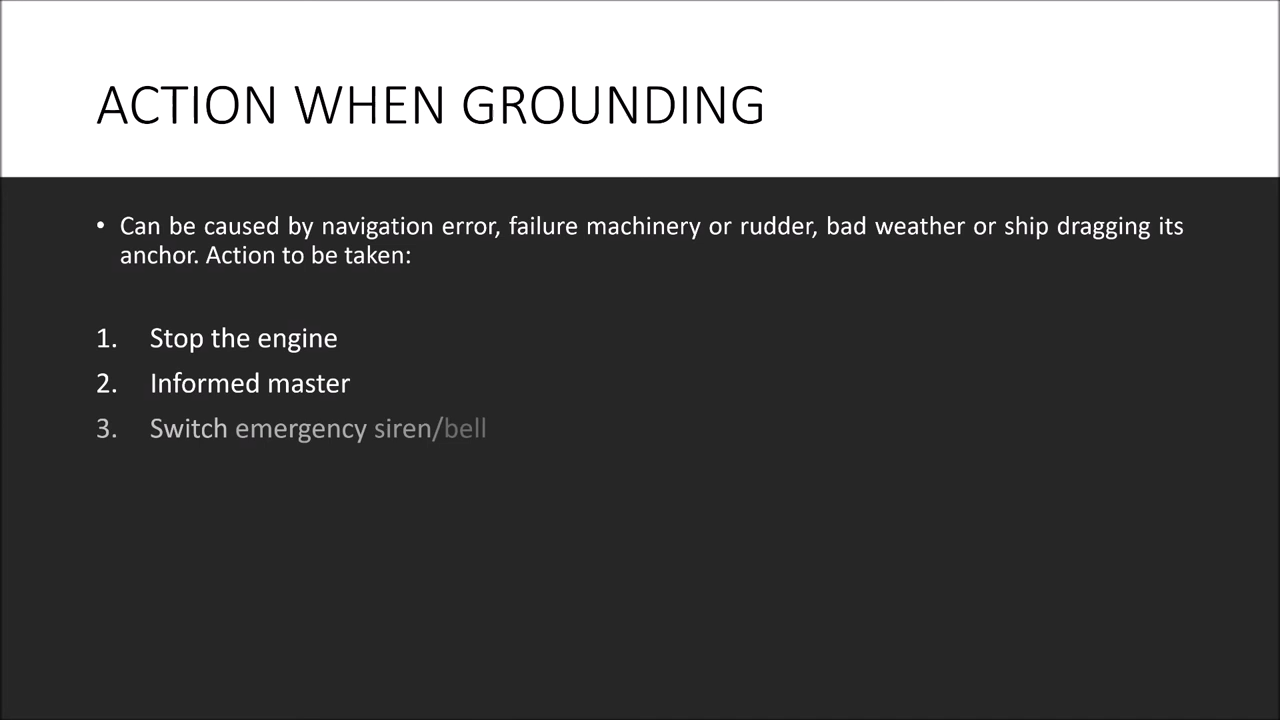 ACTION WHEN GROUNDING
• Can be caused by navigation error, failure machinery or rudder, bad weather or ship dragging its
anchor. Action to be taken:
1. Stop the engine
2. Informed master
3. Switch emergency siren/bell